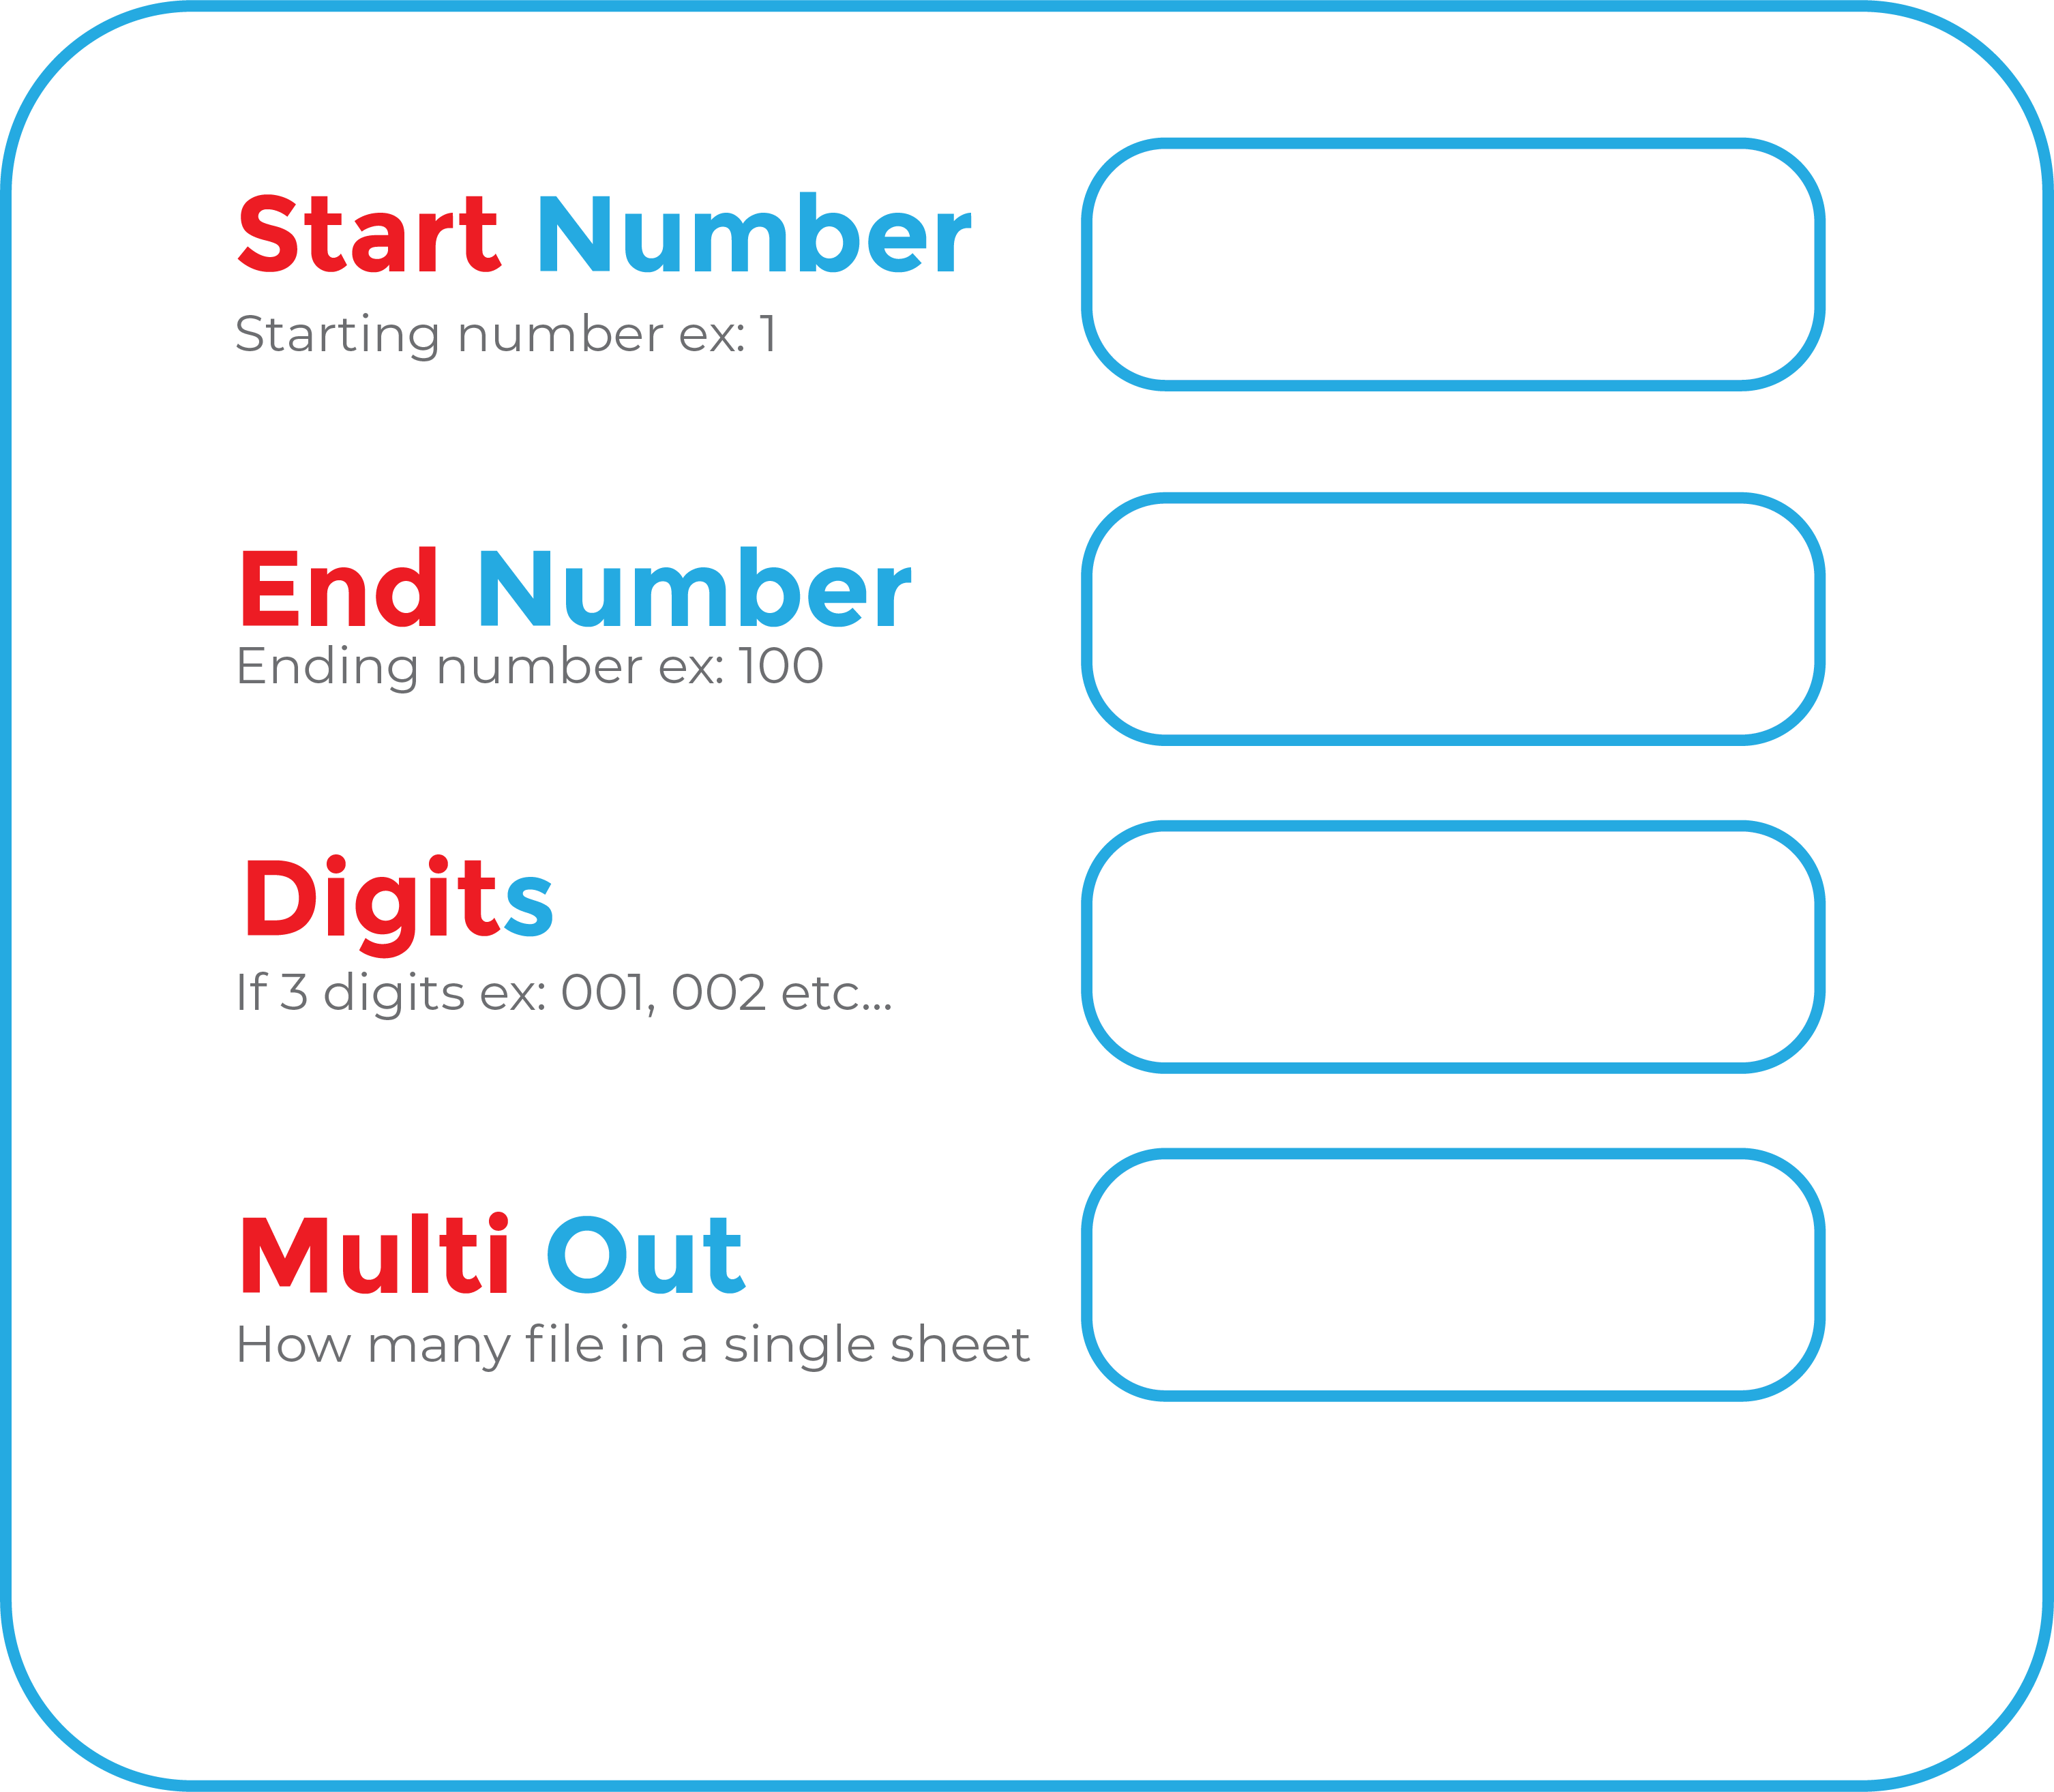 Start Number
Starting number ex: 1
End Number
Ending number ex: 100
Digits
If 3 digits ex: 001, 002 etc...
Multi Out
How many file in a single sheet